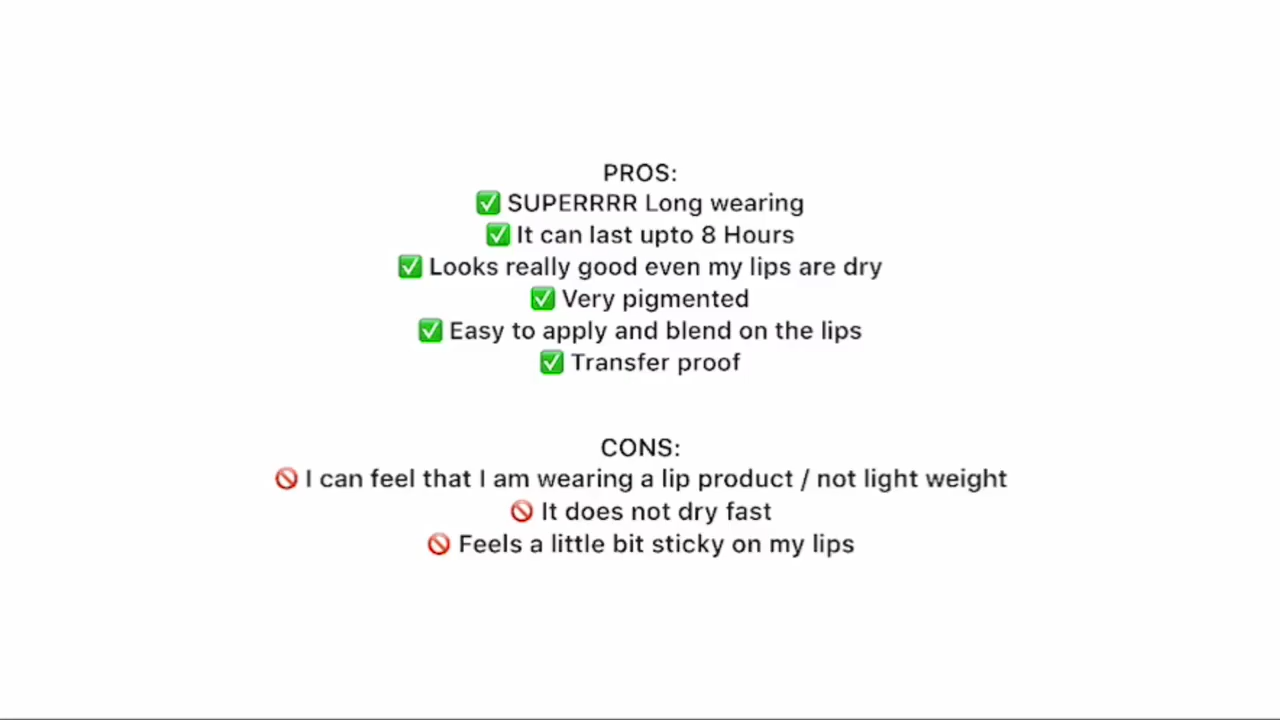 PROS:
✅ SUPERRRR Long wearing
✅ It can last upto 8 Hours
✅ Looks really good even my lips are dry
✅ Very pigmented
✅ Easy to apply and blend on the lips
✅ Transfer proof
CONS:
🚫 I can feel that I am wearing a lip product / not light weight
🚫 It does not dry fast
🚫 Feels a little bit sticky on my lips